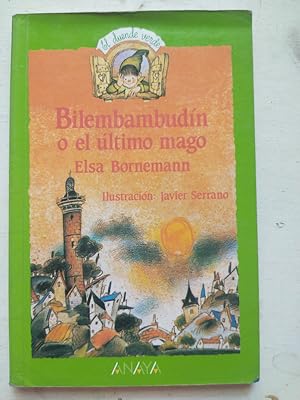 El duende verde
Bilembambudín
o el último mago
Elsa Bornemann
Ilustración: Javier Serrano
ANAYA